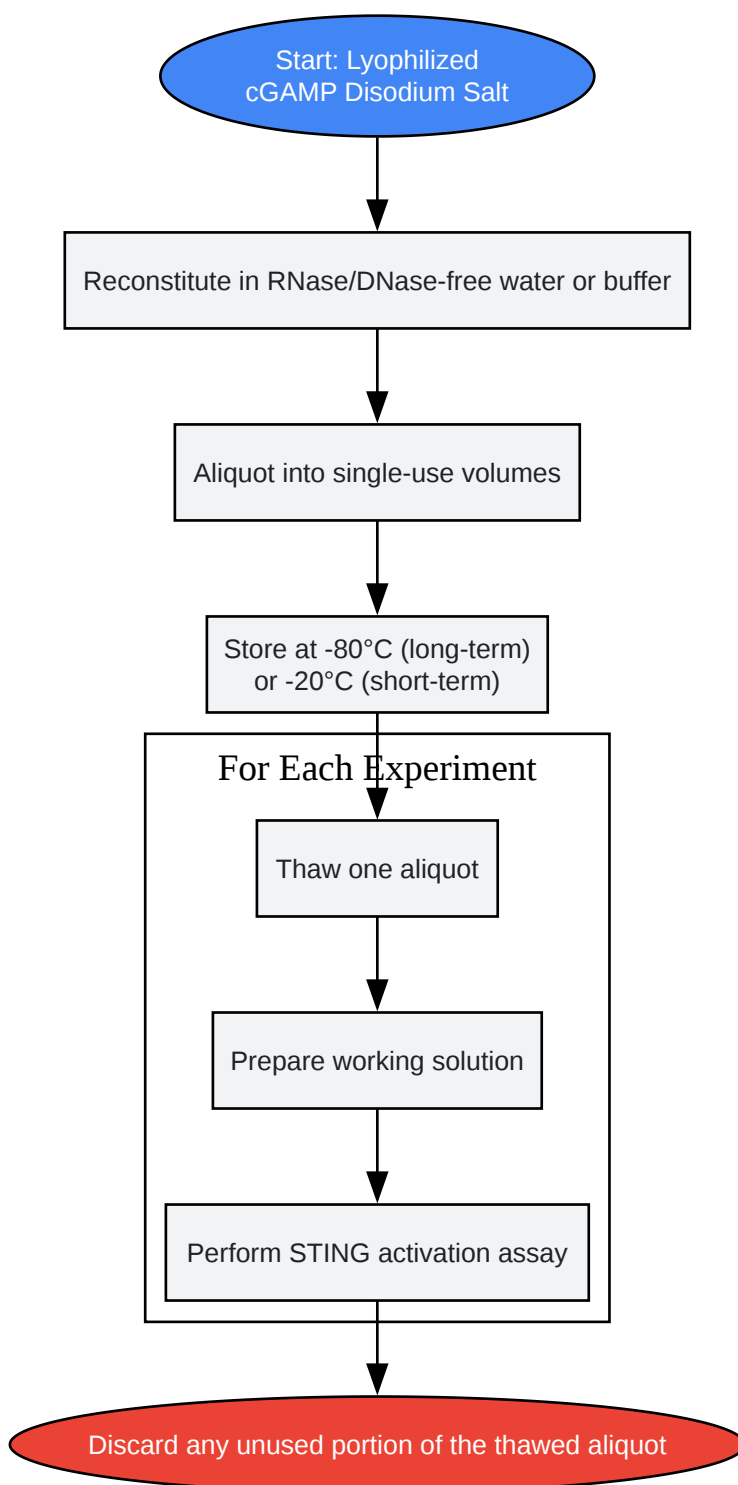 Start: Lyophilized
cGAMP Disodium Salt
Reconstitute in RNase/DNase-free water or buffer
Aliquot into single-use volumes
Store at -80°C (long-term)
or -20°C (short-term)
For Each Experiment
Thaw one aliquot
Prepare working solution
Perform STING activation assay
Discard any unused portion of the thawed aliquot